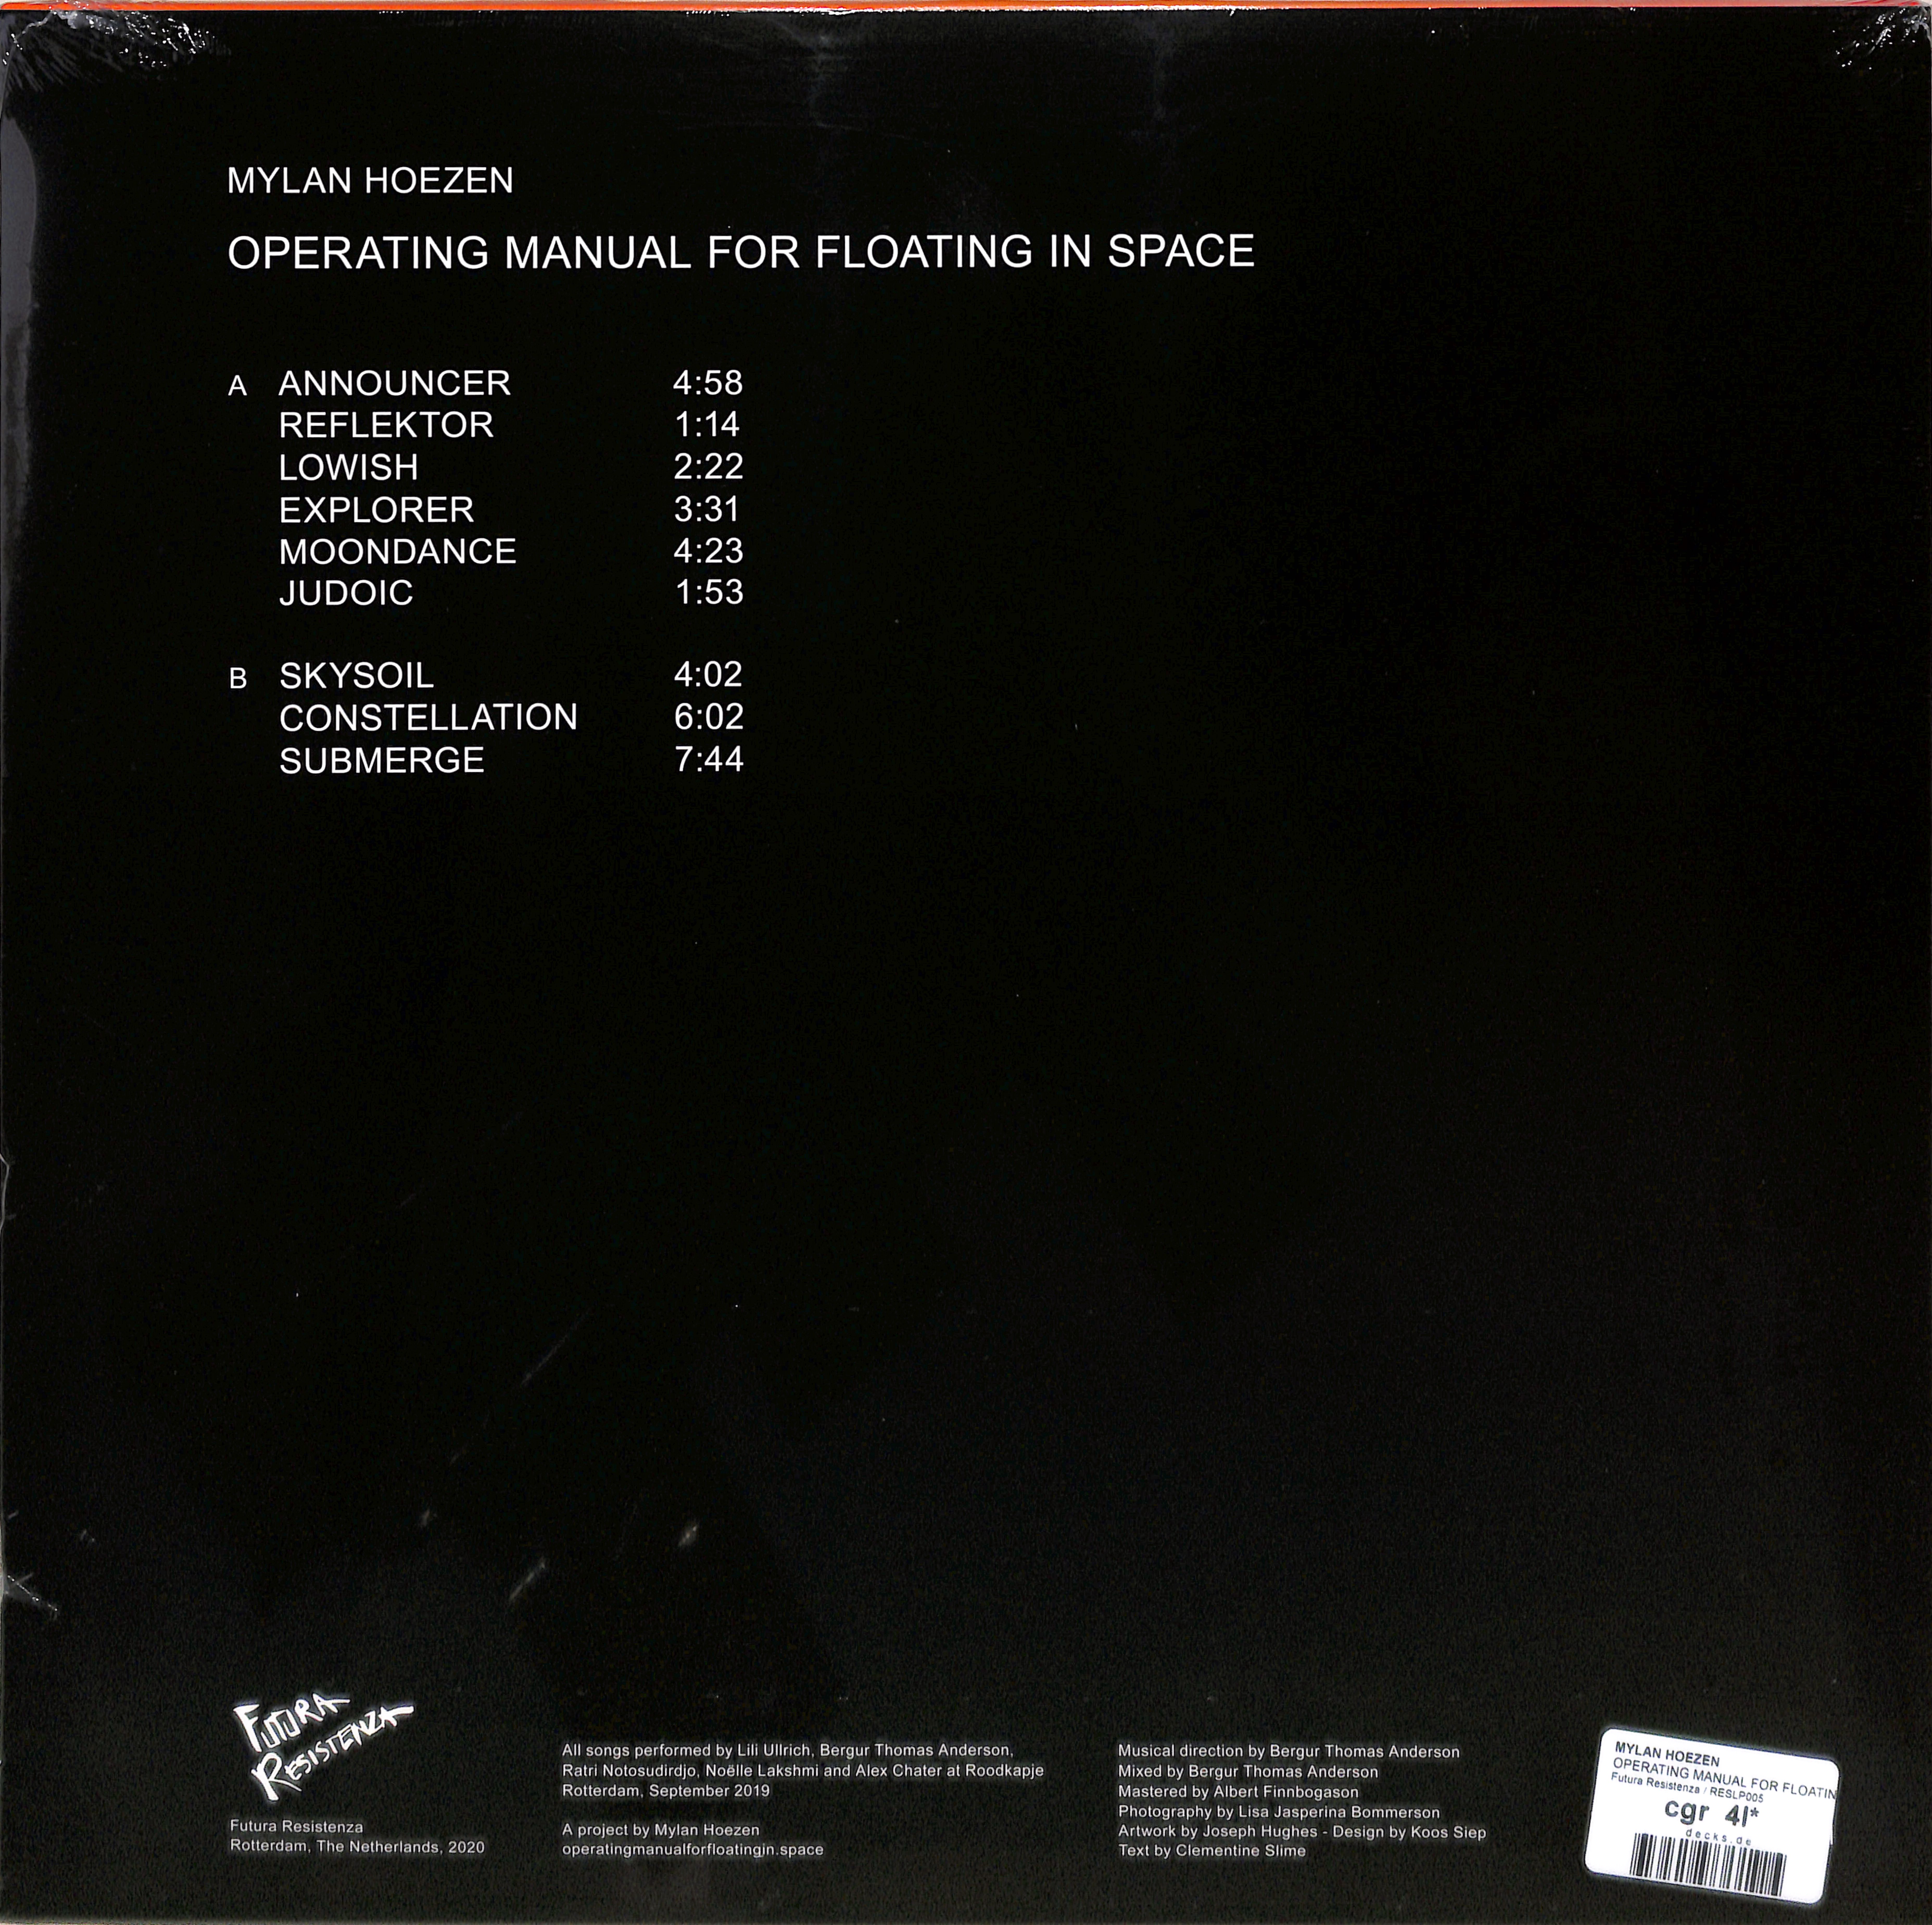 MYLAN HOEZEN
OPERATING MANUAL FOR FLOATING IN SPACE
A ANNOUNCER 4:58
REFLEKTOR 1:14
LOWISH 2:22
EXPLORER 3:31
MOONDANCE 4:23
JUDOIC 1:53
B SKYSOIL 4:02
CONSTELLATION 6:02
SUBMERGE 7:44
FUTURA
RESISTENZA
Futura Resistenza
Rotterdam, The Netherlands, 2020
All songs performed by Lili Ullrich, Bergur Thomas Anderson,
Ratri Notosudirdjo, Noëlle Lakshmi and Alex Chater at Roodkapje
Rotterdam, September 2019
A project by Mylan Hoezen
operatingmanualforfloatingin.space
Musical direction by Bergur Thomas Anderson
Mixed by Bergur Thomas Anderson
Mastered by Albert Finnbogason
Photography by Lisa Jasperina Bommerson
Artwork by Joseph Hughes - Design by Koos Siep
Text by Clementine Slime
MYLAN HOEZEN
OPERATING MANUAL FOR FLOATIN
Futura Resistenza / RESLP005
cgr 4l*
decks.de